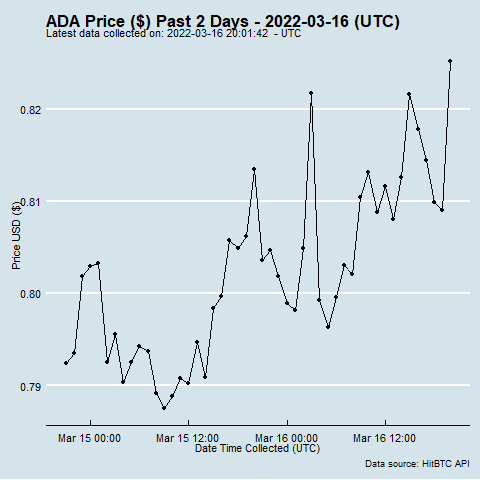 ADA Price ($) Past 2 Days - 2022-03-16 (UTC)
Latest data collected on: 2022-03-16 20:01:42 - UTC
0.82
0.81
0.80
0.79
Price USD ($)
Mar 15 00:00 Mar 15 12:00 Mar 16 00:00 Mar 16 12:00
Date Time Collected (UTC)
Data source: HitBTC API